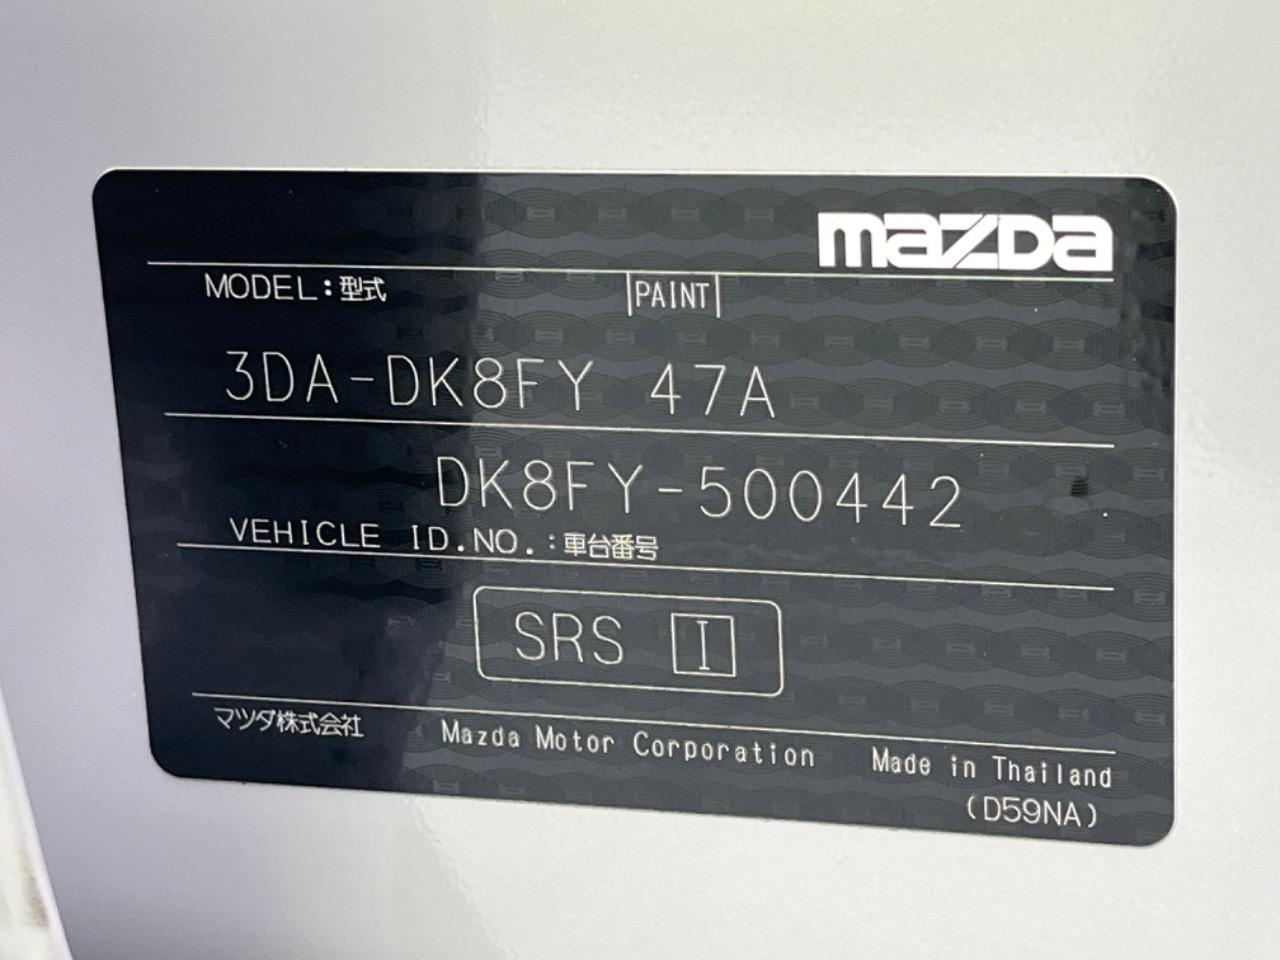 mazda
MODEL:型式 PAINT
3DA-DK8FY 47A
DK8FY-500442
VEHICLE ID.NO.:車台番号
SRS I
マツダ株式会社 Mazda Motor Corporation Made in Thailand
(D59NA)